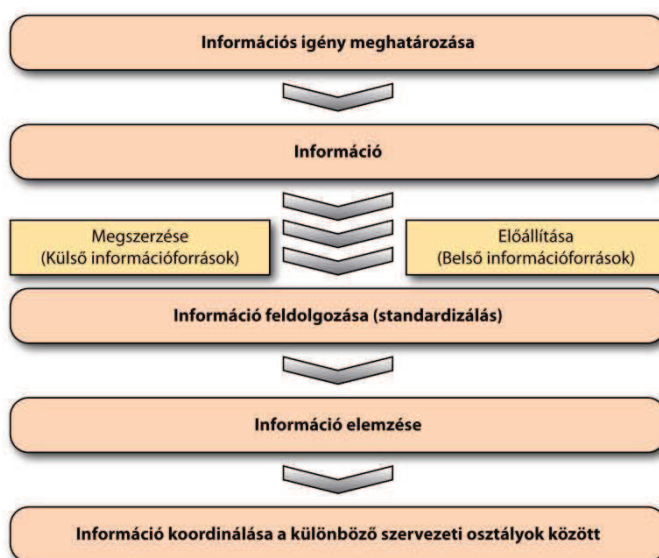 Információs igény meghatározása
Információ
Megszerzése
(Külső információforrások)
Előállítása
(Belső információforrások)
Információ feldolgozása (standardizálás)
Információ elemzése
Információ koordinálása a különböző szervezeti osztályok között